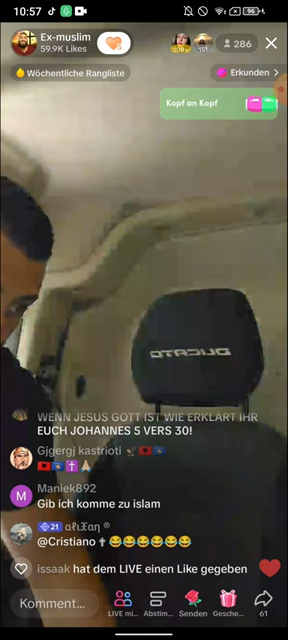 10:57
96
Ex-muslim
59.9K Likes
286
Wöchentliche Rangliste
Erkunden >
Kopf an Kopf
DUCATO
WENN JESUS GOTT IST WIE ERKLÄRT IHR
EUCH JOHANNES 5 VERS 30!
Gjgergj kastrioti 🦅🇦🇱🇽🇰
🇦🇱🇽🇰✝️🙏🏼
Maniek892
Gib ich komme zu islam
21
@Cristiano ✝️😂😂😂😂😂😂
issaak hat dem LIVE einen Like gegeben
Komment...
LIVE mi...
Abstim...
Senden
Gesche...
61